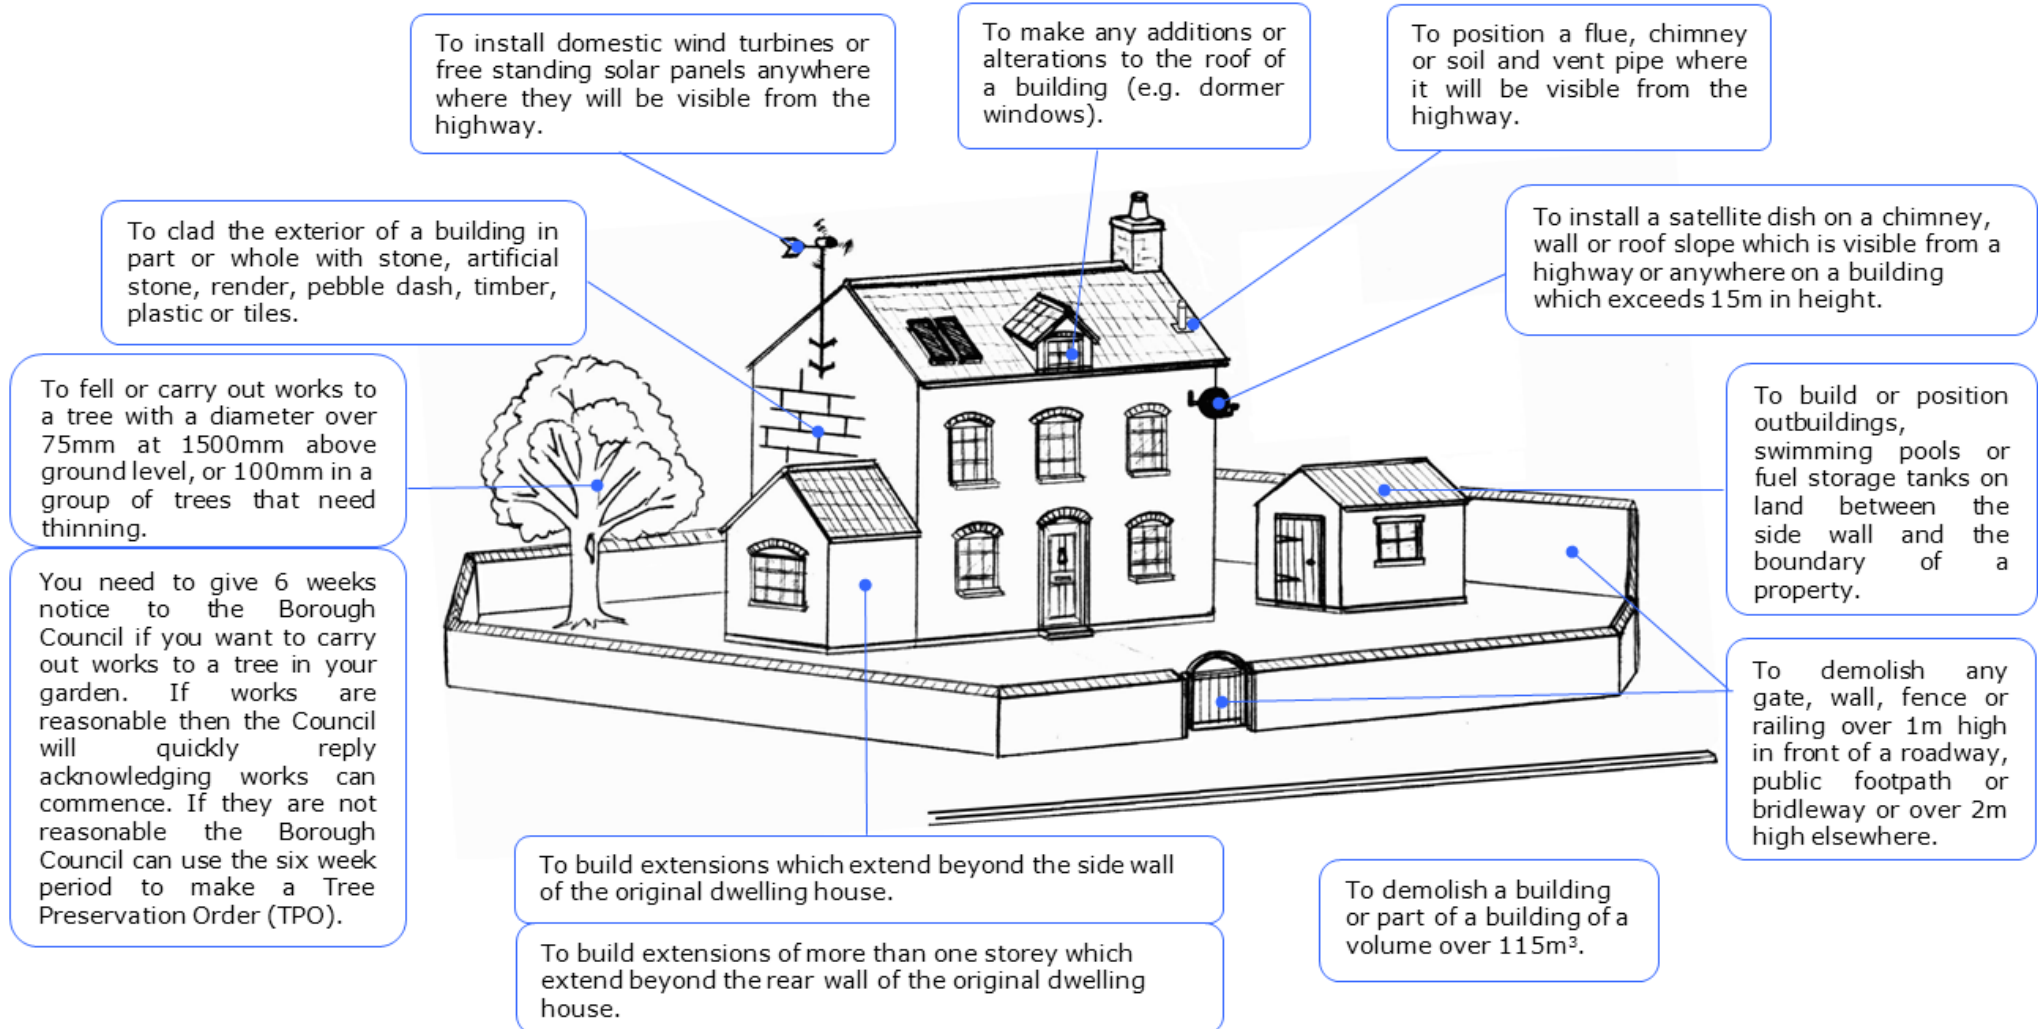 To install domestic wind turbines or
free standing solar panels anywhere
where they will be visible from the
highway.
To make any additions or
alterations to the roof of
a building (e.g. dormer
windows).
To position a flue, chimney
or soil and vent pipe where
it will be visible from the
highway.
To clad the exterior of a building in
part or whole with stone, artificial
stone, render, pebble dash, timber,
plastic or tiles.
To install a satellite dish on a chimney,
wall or roof slope which is visible from a
highway or anywhere on a building
which exceeds 15m in height.
To fell or carry out works to
a tree with a diameter over
75mm at 1500mm above
ground level, or 100mm in a
group of trees that need
thinning.
To build or position
outbuildings,
swimming pools or
fuel storage tanks on
land between the
side wall and the
boundary of a
property.
You need to give 6 weeks
notice to the Borough
Council if you want to carry
out works to a tree in your
garden. If works are
reasonable then the Council
will quickly reply
acknowledging works can
commence. If they are not
reasonable the Borough
Council can use the six week
period to make a Tree
Preservation Order (TPO).
To demolish any
gate, wall, fence or
railing over 1m high
in front of a roadway,
public footpath or
bridleway or over 2m
high elsewhere.
To build extensions which extend beyond the side wall
of the original dwelling house.
To build extensions of more than one storey which
extend beyond the rear wall of the original dwelling
house.
To demolish a building
or part of a building of a
volume over 115m³.